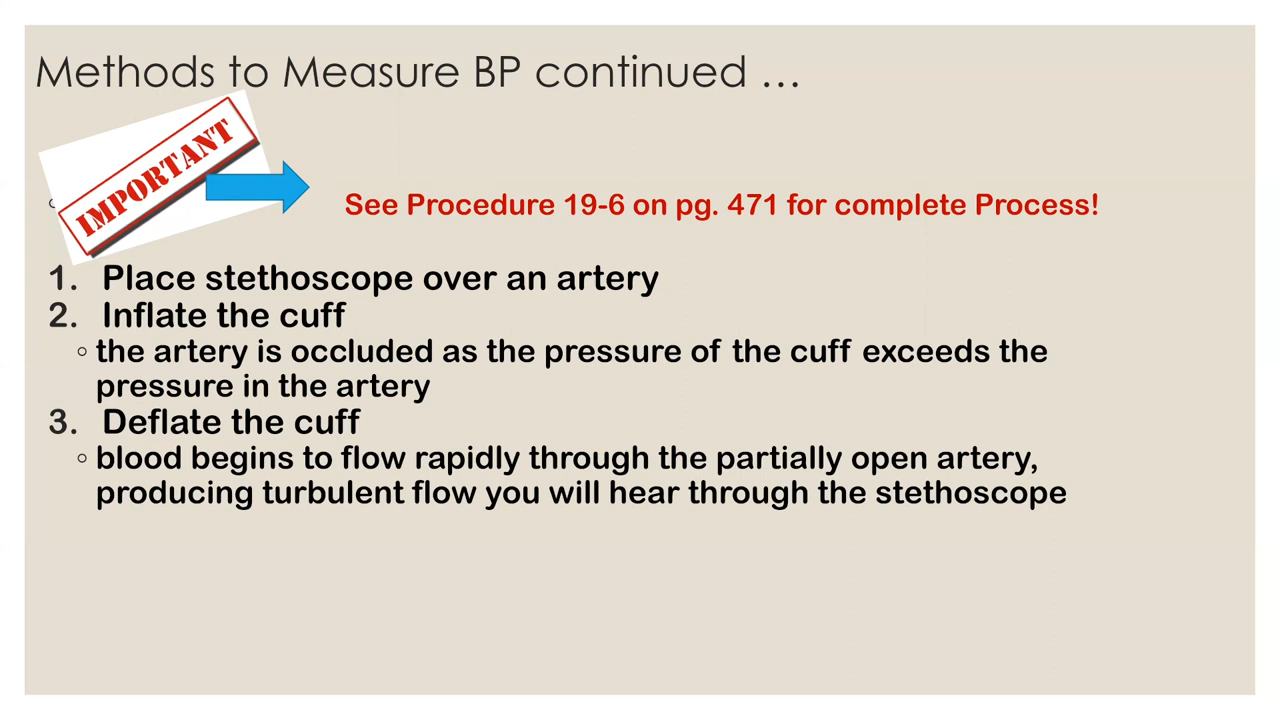 Methods to Measure BP continued …
IMPORTANT
◦
See Procedure 19-6 on pg. 471 for complete Process!
1. Place stethoscope over an artery
2. Inflate the cuff
◦ the artery is occluded as the pressure of the cuff exceeds the
pressure in the artery
3. Deflate the cuff
◦ blood begins to flow rapidly through the partially open artery,
producing turbulent flow you will hear through the stethoscope